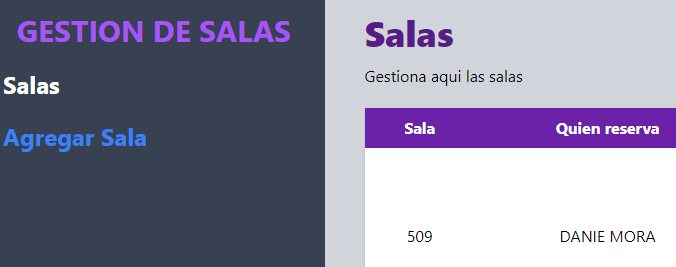 GESTION DE SALAS
Salas
Agregar Sala
Salas
Gestiona aqui las salas
Sala Quien reserva
509 DANIE MORA